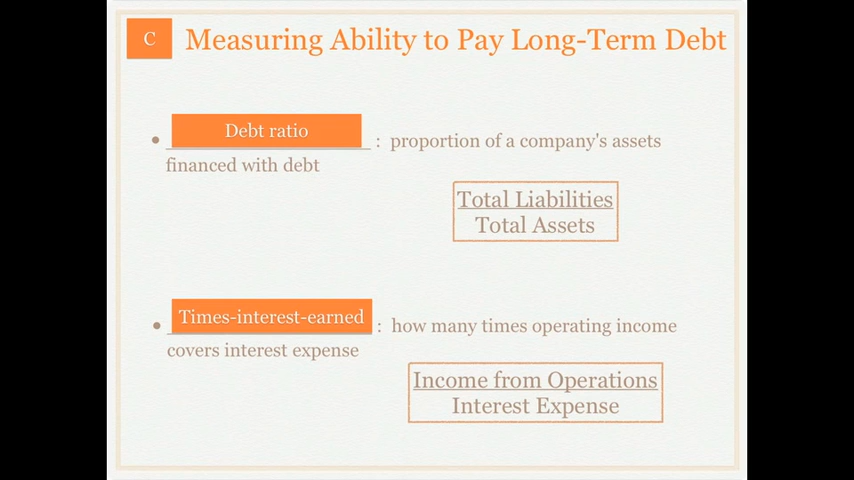 C
Measuring Ability to Pay Long-Term Debt
• Debt ratio : proportion of a company's assets
financed with debt
Total Liabilities
Total Assets
• Times-interest-earned : how many times operating income
covers interest expense
Income from Operations
Interest Expense